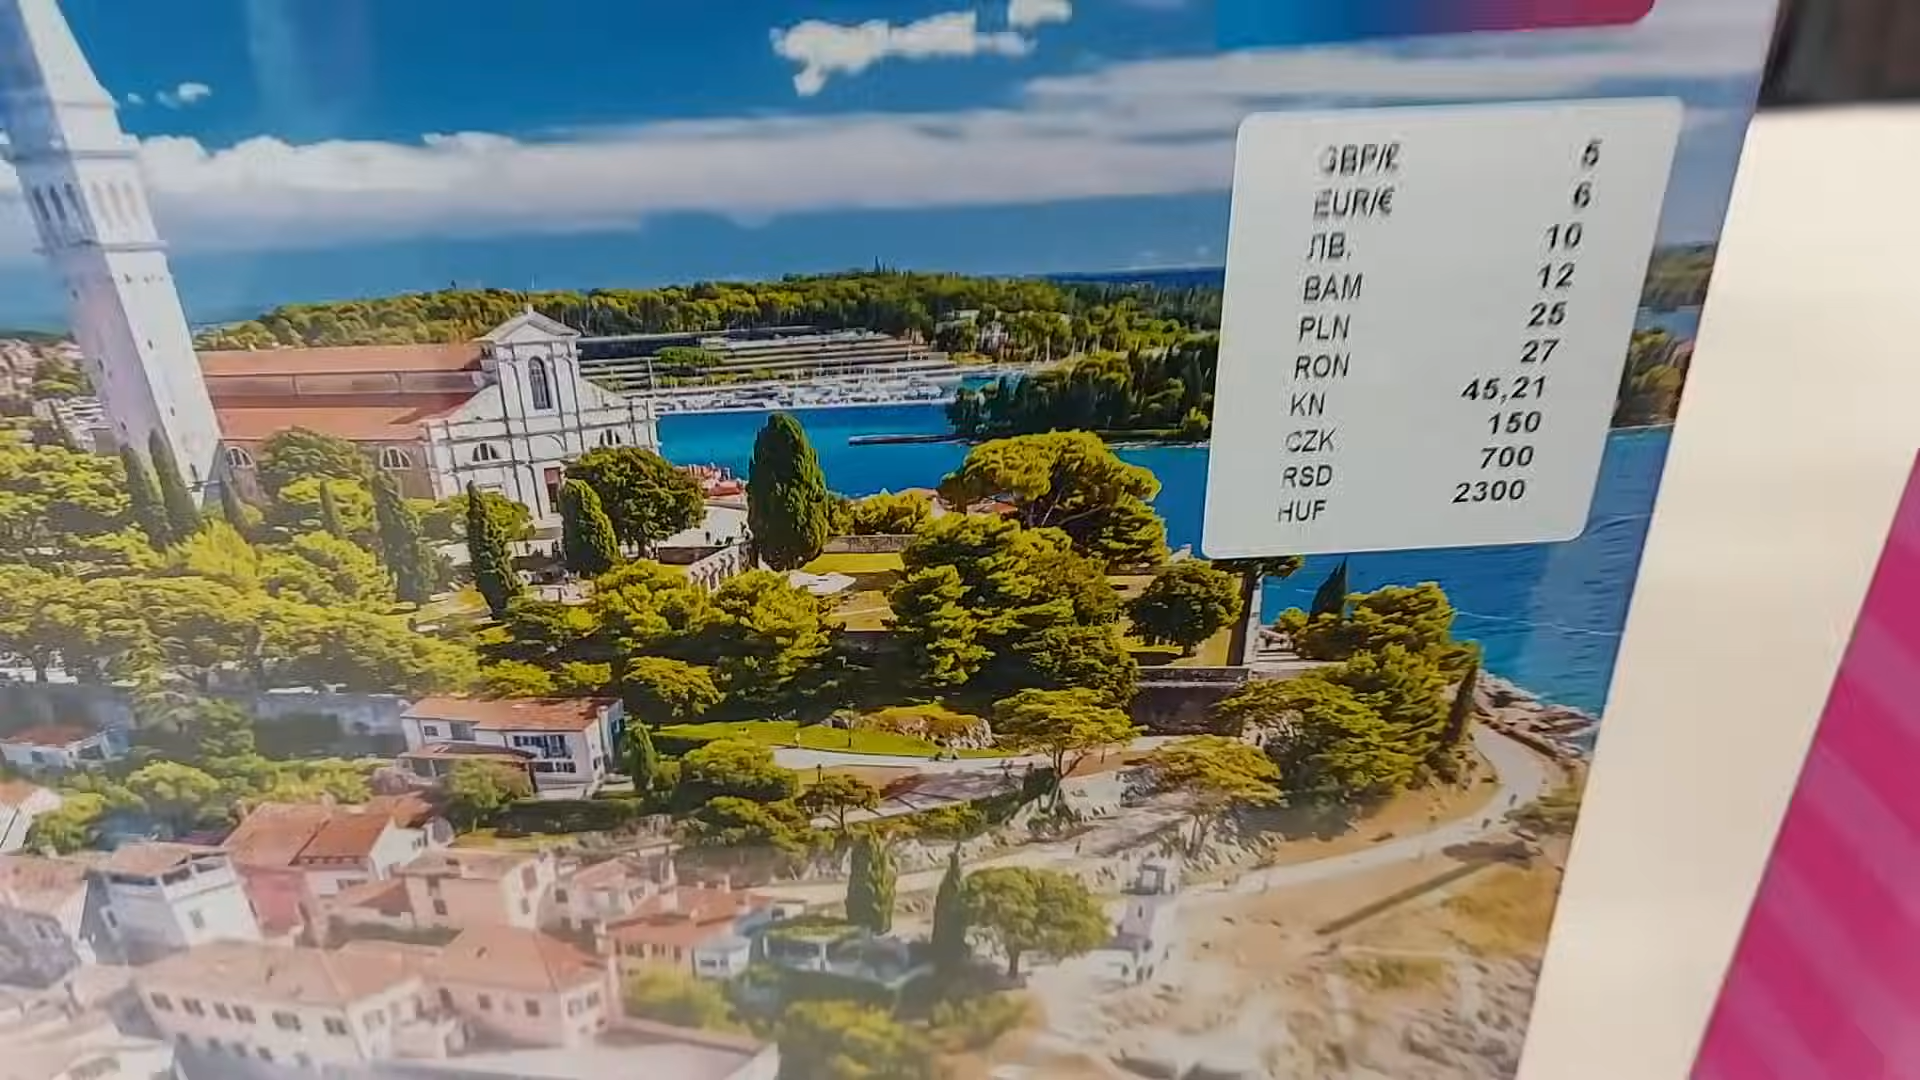 GBP/£ 5
EUR/€ 6
ЛВ. 10
BAM 12
PLN 25
RON 27
KN 45,21
CZK 150
RSD 700
HUF 2300